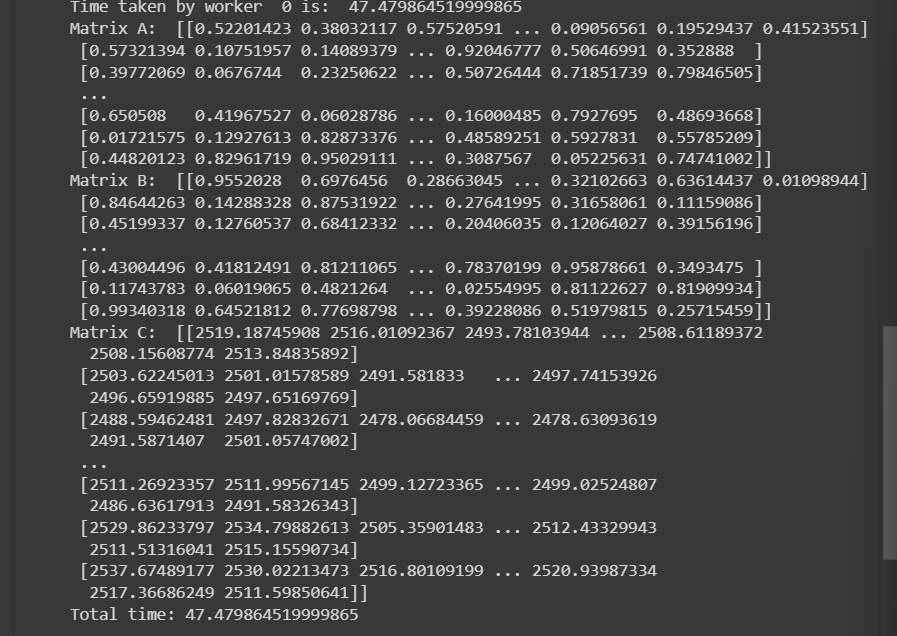 Time taken by worker  0 is:  47.479864519999865
Matrix A:  [[0.52201423 0.38032117 0.57520591 ... 0.09056561 0.19529437 0.41523551]
 [0.57321394 0.10751957 0.14089379 ... 0.92046777 0.50646991 0.352888  ]
 [0.39772069 0.0676744  0.23250622 ... 0.50726444 0.71851739 0.79846505]
 ...
 [0.650508   0.41967527 0.06028786 ... 0.16000485 0.7927695  0.48693668]
 [0.01721575 0.12927613 0.82873376 ... 0.48589251 0.5927831  0.55785209]
 [0.44820123 0.82961719 0.95029111 ... 0.3087567  0.05225631 0.74741002]]
Matrix B:  [[0.9552028  0.6976456  0.28663045 ... 0.32102663 0.63614437 0.01098944]
 [0.84644263 0.14288328 0.87531922 ... 0.27641995 0.31658061 0.11159086]
 [0.45199337 0.12760537 0.68412332 ... 0.20406035 0.12064027 0.39156196]
 ...
 [0.43004496 0.41812491 0.81211065 ... 0.78370199 0.95878661 0.3493475 ]
 [0.11743783 0.06019065 0.4821264  ... 0.02554995 0.81122627 0.81909934]
 [0.99340318 0.64521812 0.77698798 ... 0.39228086 0.51979815 0.25715459]]
Matrix C:  [[2519.18745908 2516.01092367 2493.78103944 ... 2508.61189372
  2508.15608774 2513.84835892]
 [2503.62245013 2501.01578589 2491.581833   ... 2497.74153926
  2496.65919885 2497.65169769]
 [2488.59462481 2497.82832671 2478.06684459 ... 2478.63093619
  2491.5871407  2501.05747002]
 ...
 [2511.26923357 2511.99567145 2499.12723365 ... 2499.02524807
  2486.63617913 2491.58326343]
 [2529.86233797 2534.79882613 2505.35901483 ... 2512.43329943
  2511.51316041 2515.15590734]
 [2537.67489177 2530.02213473 2516.80109199 ... 2520.93987334
  2517.36686249 2511.59850641]]
Total time: 47.479864519999865